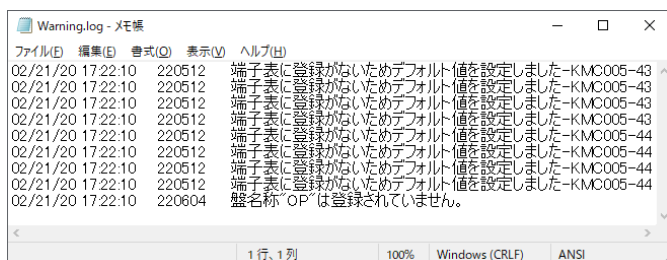 Warning.log - メモ帳
ファイル(F) 編集(E) 書式(O) 表示(V) ヘルプ(H)
02/21/20 17:22:10 220512 端子表に登録がないためデフォルト値を設定しました-KMC005-43
02/21/20 17:22:10 220512 端子表に登録がないためデフォルト値を設定しました-KMC005-43
02/21/20 17:22:10 220512 端子表に登録がないためデフォルト値を設定しました-KMC005-43
02/21/20 17:22:10 220512 端子表に登録がないためデフォルト値を設定しました-KMC005-43
02/21/20 17:22:10 220512 端子表に登録がないためデフォルト値を設定しました-KMC005-44
02/21/20 17:22:10 220512 端子表に登録がないためデフォルト値を設定しました-KMC005-44
02/21/20 17:22:10 220512 端子表に登録がないためデフォルト値を設定しました-KMC005-44
02/21/20 17:22:10 220512 端子表に登録がないためデフォルト値を設定しました-KMC005-44
02/21/20 17:22:10 220604 盤名称"OP"は登録されていません。
1行、1列 100% Windows (CRLF) ANSI